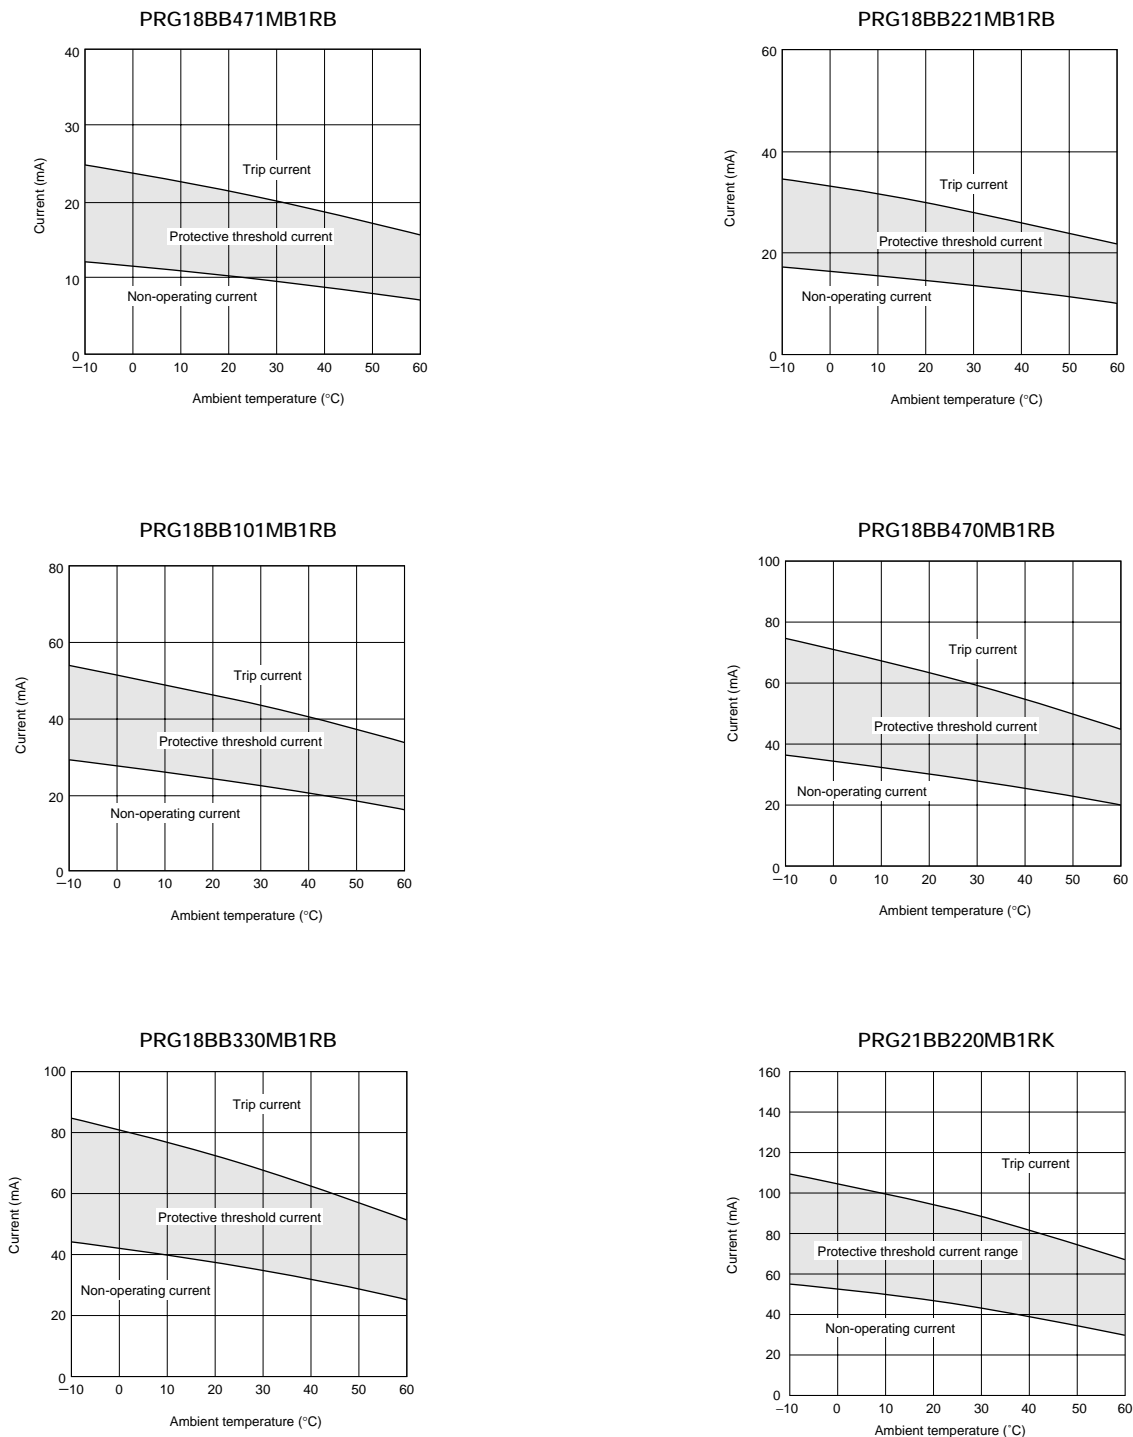 PRG18BB471MB1RB
40
30
20
10
0
Current (mA)
Trip current
Protective threshold current
Non-operating current
−10 0 10 20 30 40 50 60
Ambient temperature (°C)
PRG18BB221MB1RB
60
40
20
0
Current (mA)
Trip current
Protective threshold current
Non-operating current
−10 0 10 20 30 40 50 60
Ambient temperature (°C)
PRG18BB101MB1RB
80
60
40
20
0
Current (mA)
Trip current
Protective threshold current
Non-operating current
−10 0 10 20 30 40 50 60
Ambient temperature (°C)
PRG18BB470MB1RB
100
80
60
40
20
0
Current (mA)
Trip current
Protective threshold current
Non-operating current
−10 0 10 20 30 40 50 60
Ambient temperature (°C)
PRG18BB330MB1RB
100
80
60
40
20
0
Current (mA)
Trip current
Protective threshold current
Non-operating current
−10 0 10 20 30 40 50 60
Ambient temperature (°C)
PRG21BB220MB1RK
160
140
120
100
80
60
40
20
0
Current (mA)
Trip current
Protective threshold current range
Non-operating current
−10 0 10 20 30 40 50 60
Ambient temperature (˚C)